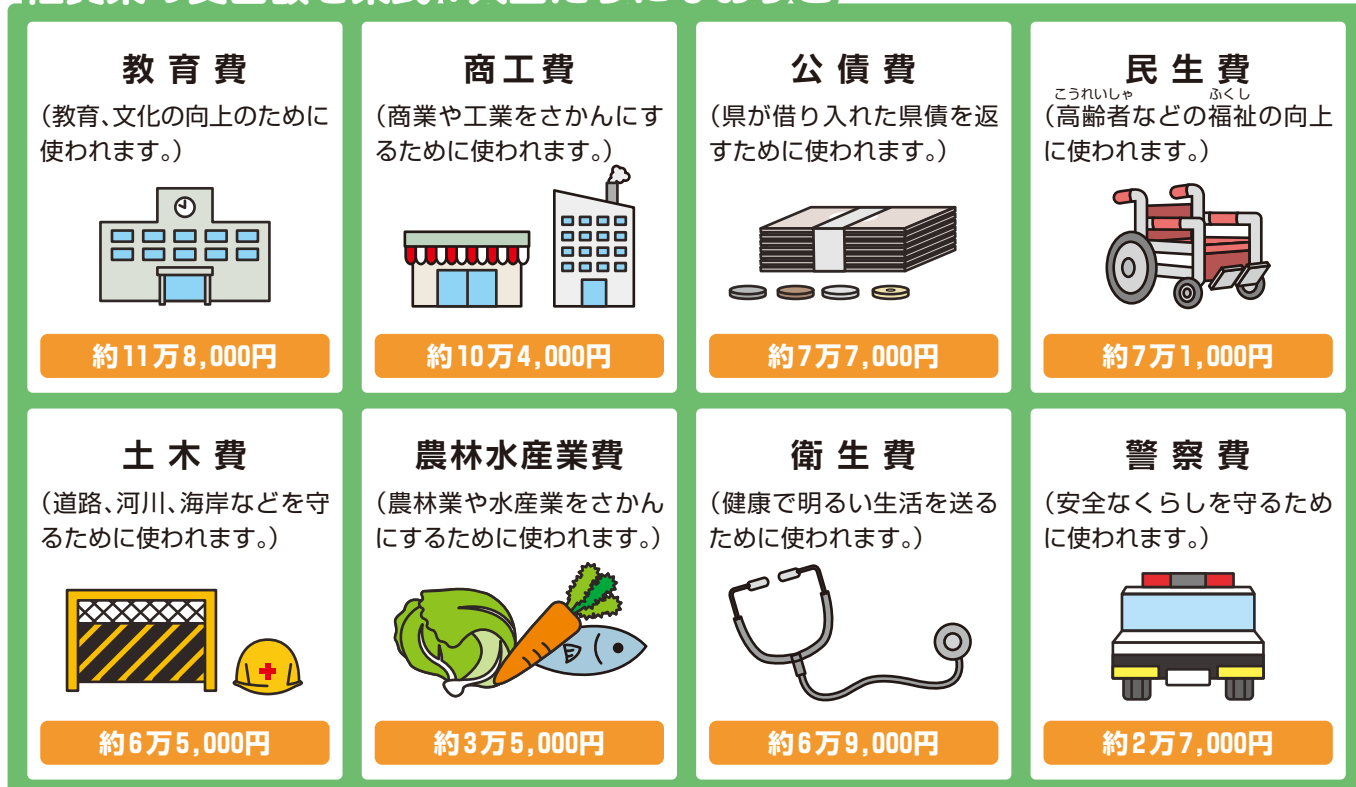 教育費
(教育、文化の向上のために
使われます。)
約11万8,000円
商工費
(商業や工業をさかんにす
るために使われます。)
約10万4,000円
公債費
(県が借り入れた県債を返
すために使われます。)
約7万7,000円
民生費
こうれいしゃ ふくし
(高齢者などの福祉の向上
に使われます。)
約7万1,000円
土木費
(道路、河川、海岸などを守
るために使われます。)
約6万5,000円
農林水産業費
(農林業や水産業をさかん
にするために使われます。)
約3万5,000円
衛生費
(健康で明るい生活を送る
ために使われます。)
約6万9,000円
警察費
(安全なくらしを守るため
に使われます。)
約2万7,000円